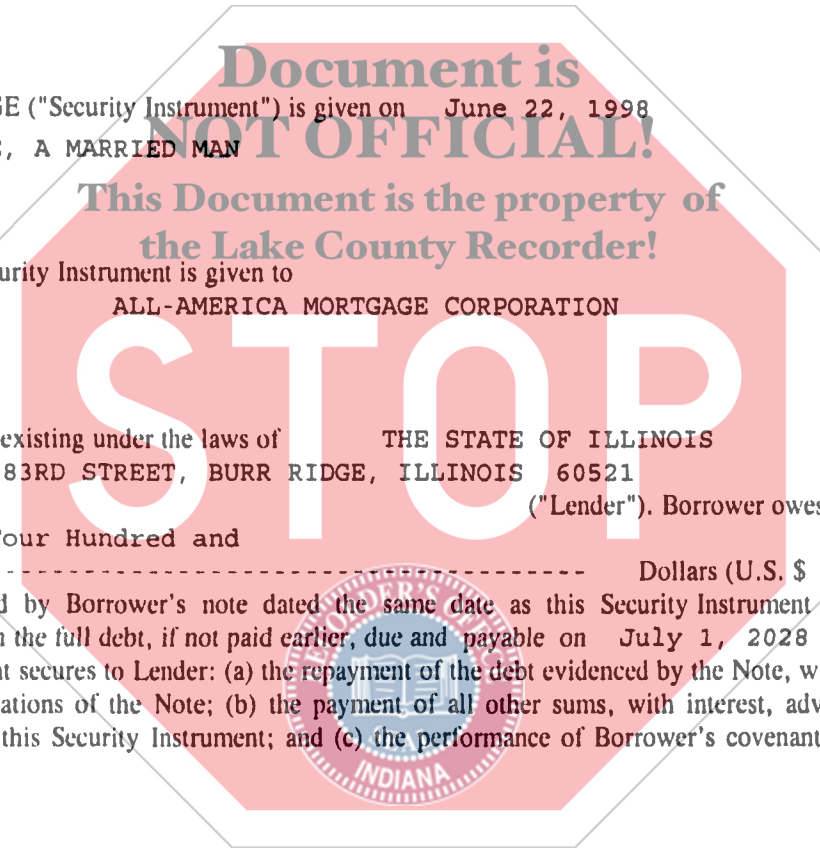 Document is
GE ("Security Instrument") is given on June 22, 1998
NOT OFFICIAL!
, A MARRIED MAN
This Document is the property of
the Lake County Recorder!
urity Instrument is given to
ALL-AMERICA MORTGAGE CORPORATION
STOP
existing under the laws of THE STATE OF ILLINOIS
83RD STREET, BURR RIDGE, ILLINOIS 60521
("Lender"). Borrower owes
Four Hundred and
------------------------------------ Dollars (U.S. $
d by Borrower's note dated the same date as this Security Instrument
n the full debt, if not paid earlier, due and payable on July 1, 2028
nt secures to Lender: (a) the repayment of the debt evidenced by the Note, w
ations of the Note; (b) the payment of all other sums, with interest, adv
this Security Instrument; and (c) the performance of Borrower's covenant
RECORDER'S OFFICE
INDIANA